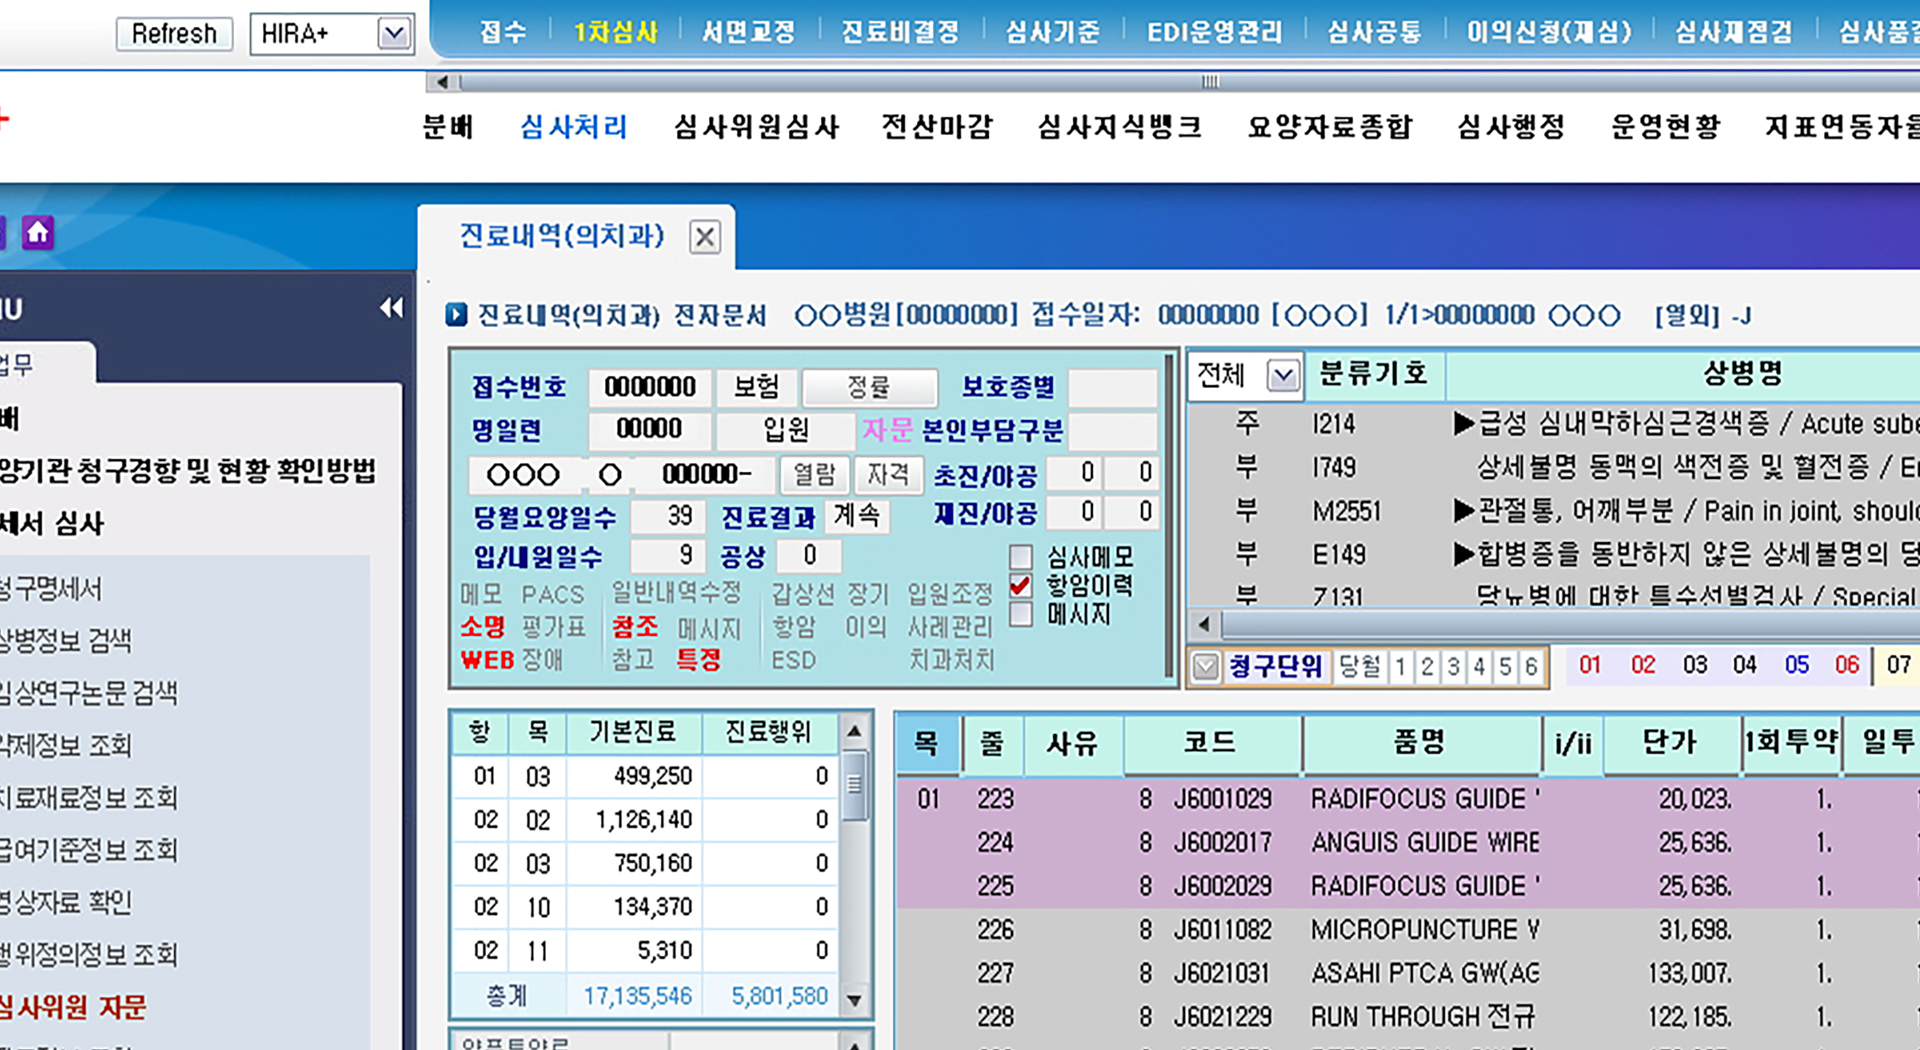 Refresh HIRA+ 접수 1차심사 서면교정 진료비결정 심사기준 EDI운영관리 심사공통 이의신청(재심) 심사재점검
분배 심사처리 심사위원심사 전산마감 심사지식뱅크 요양자료종합 심사행정 운영현황
진료내역(의치과)
진료내역(의치과) 전자문서 ○○병원[00000000] 접수일자: 00000000 [○○○] 1/1>00000000 ○○○ [열외] -J
접수번호 0000000 보험 정률 보호종별
명일련 00000 입원 자문 본인부담구분
○○○ ○ 000000- 열람 자격 초진/야공 0 0
당월요양일수 39 진료결과 계속 재진/야공 0 0
입/내원일수 9 공상 0
심사메모
항암이력
메시지
메모 PACS 일반내역수정 갑상선 장기 입원조정
소명 평가표 참조 메시지 항암 이의 사례관리
WEB 장애 참고 특정 ESD 치과처치
전체 분류기호 상병명
주 I214 ▶급성 심내막하심근경색증 / Acute
부 I749 상세불명 동맥의 색전증 및 혈전증 /
부 M2551 ▶관절통, 어깨부분 / Pain in joint,
부 E149 ▶합병증을 동반하지 않은 상세불명의
부 Z131 당뇨병에 대한 특수선별검사 / Special
청구단위 당월 1 2 3 4 5 6 01 02 03 04 05 06 07
항 목 기본진료 진료행위
01 03 499,250 0
02 02 1,126,140 0
02 03 750,160 0
02 10 134,370 0
02 11 5,310 0
총계 17,135,546 5,801,580
목 줄 사유 코드 품명 i/ii 단가 1회투약 일투
01 223 8 J6001029 RADIFOCUS GUIDE 20,023. 1.
224 8 J6002017 ANGUIS GUIDE WIRE 25,636. 1.
225 8 J6002029 RADIFOCUS GUIDE 25,636. 1.
226 8 J6011082 MICROPUNCTURE 31,698. 1.
227 8 J6021031 ASAHI PTCA GW(AG 133,007. 1.
228 8 J6021229 RUN THROUGH 전규 122,185. 1.
업무
청구경향 및 현황 확인방법
심사
청구명세서
상병정보 검색
임상연구논문 검색
약제정보 조회
치료재료정보 조회
급여기준정보 조회
영상자료 확인
행위정의정보 조회
심사위원 자문